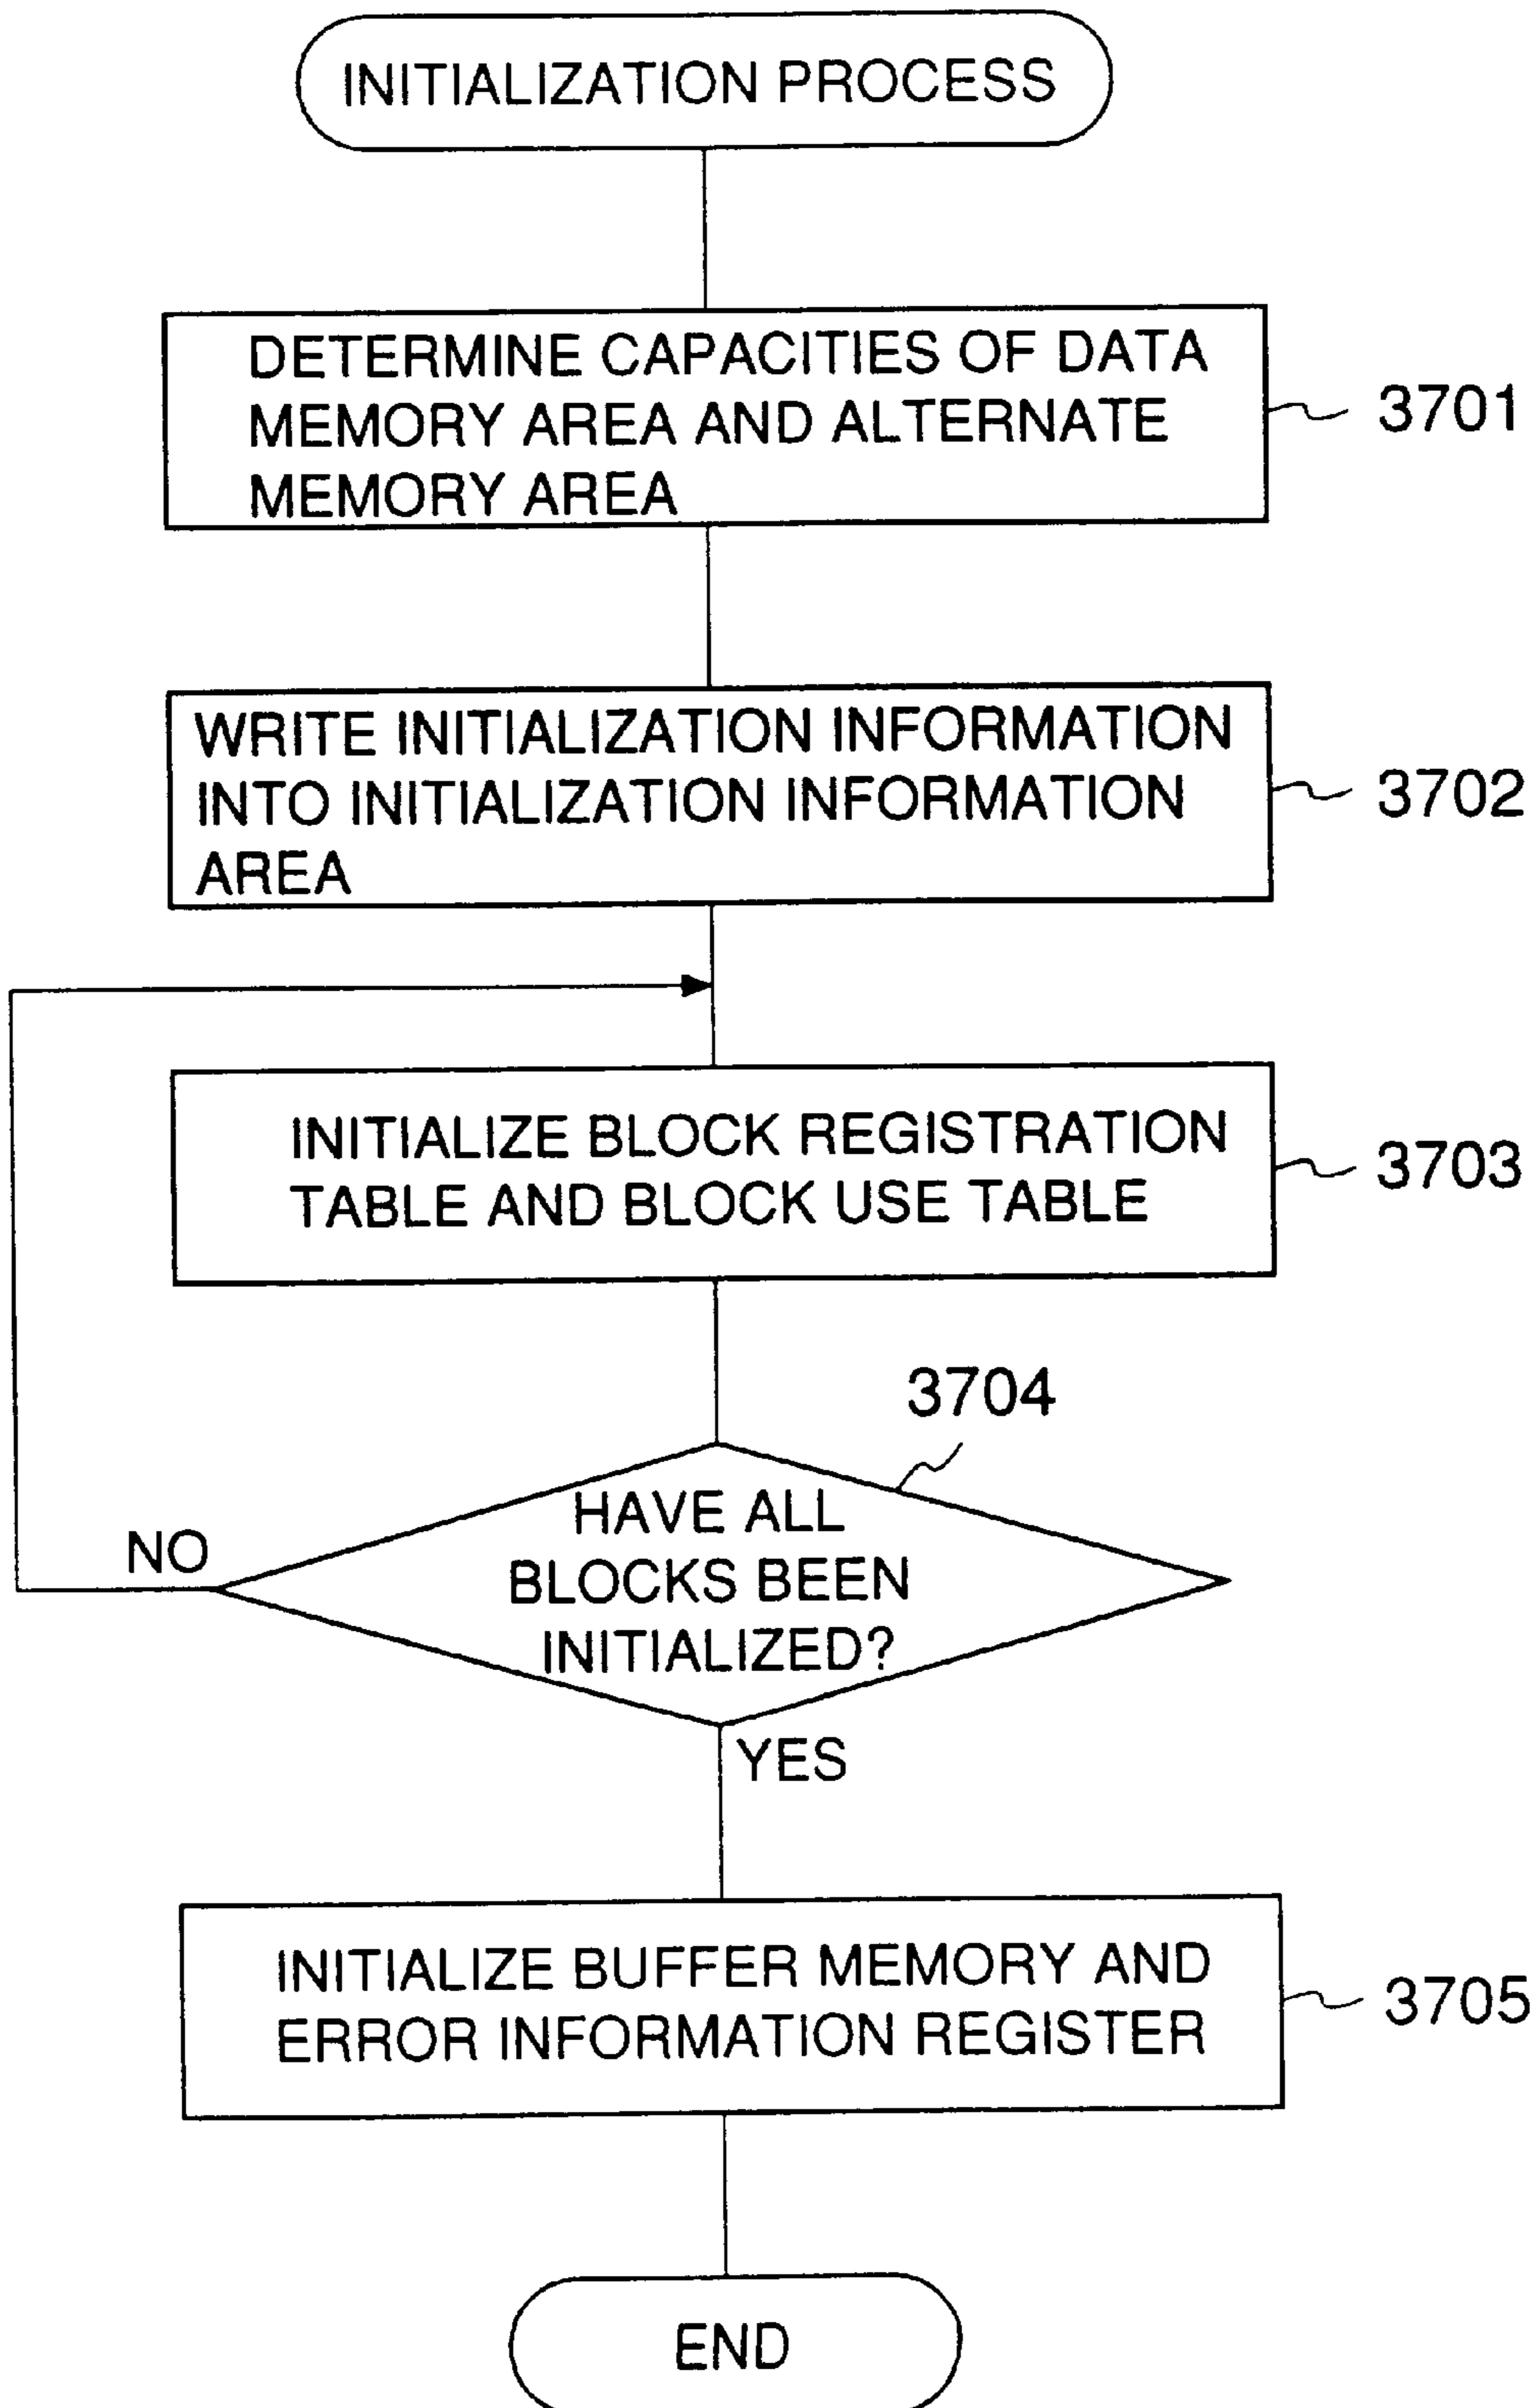 INITIALIZATION PROCESS
DETERMINE CAPACITIES OF DATA
MEMORY AREA AND ALTERNATE
MEMORY AREA
3701
WRITE INITIALIZATION INFORMATION
INTO INITIALIZATION INFORMATION
AREA
3702
INITIALIZE BLOCK REGISTRATION
TABLE AND BLOCK USE TABLE
3703
3704
HAVE ALL
BLOCKS BEEN
INITIALIZED?
NO
YES
INITIALIZE BUFFER MEMORY AND
ERROR INFORMATION REGISTER
3705
END